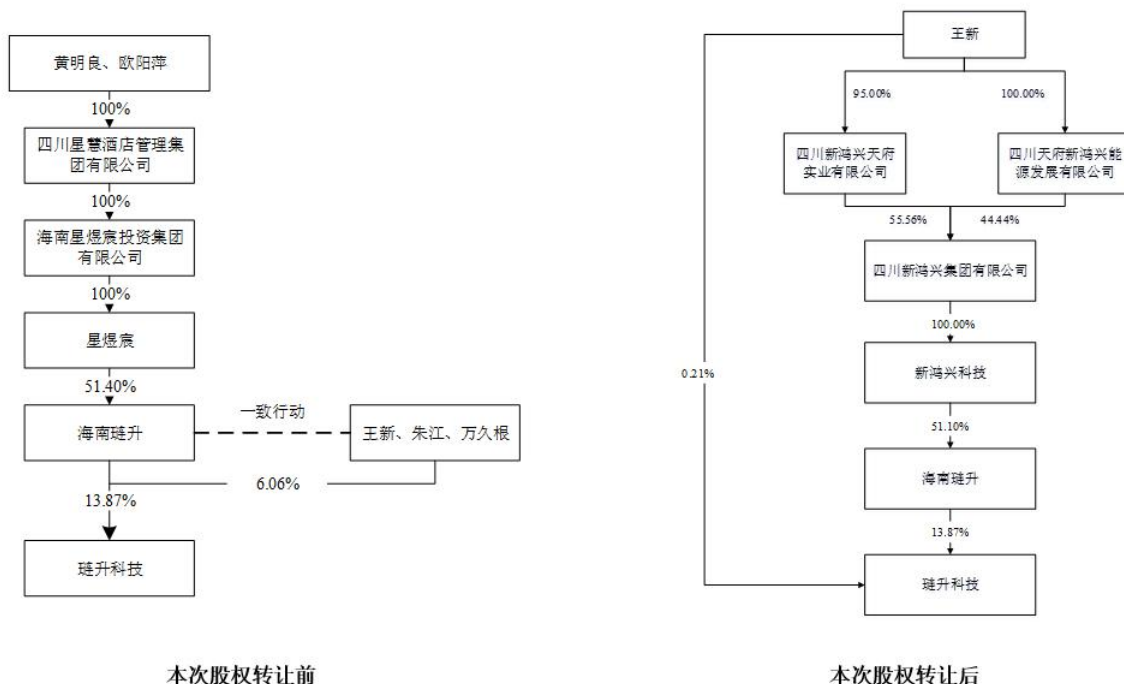 黄明良、欧阳萍
100%
四川星慧酒店管理集
团有限公司
100%
海南星煜宸投资集团
有限公司
100%
星煜宸
51.40%
海南琏升
一致行动
王新、朱江、万久根
6.06%
13.87%
琏升科技
本次股权转让前
王新
95.00%
100.00%
四川新鸿兴天府
实业有限公司
四川天府新鸿兴能
源发展有限公司
55.56%
44.44%
四川新鸿兴集团有限公司
100.00%
新鸿兴科技
0.21%
51.10%
海南琏升
13.87%
琏升科技
本次股权转让后